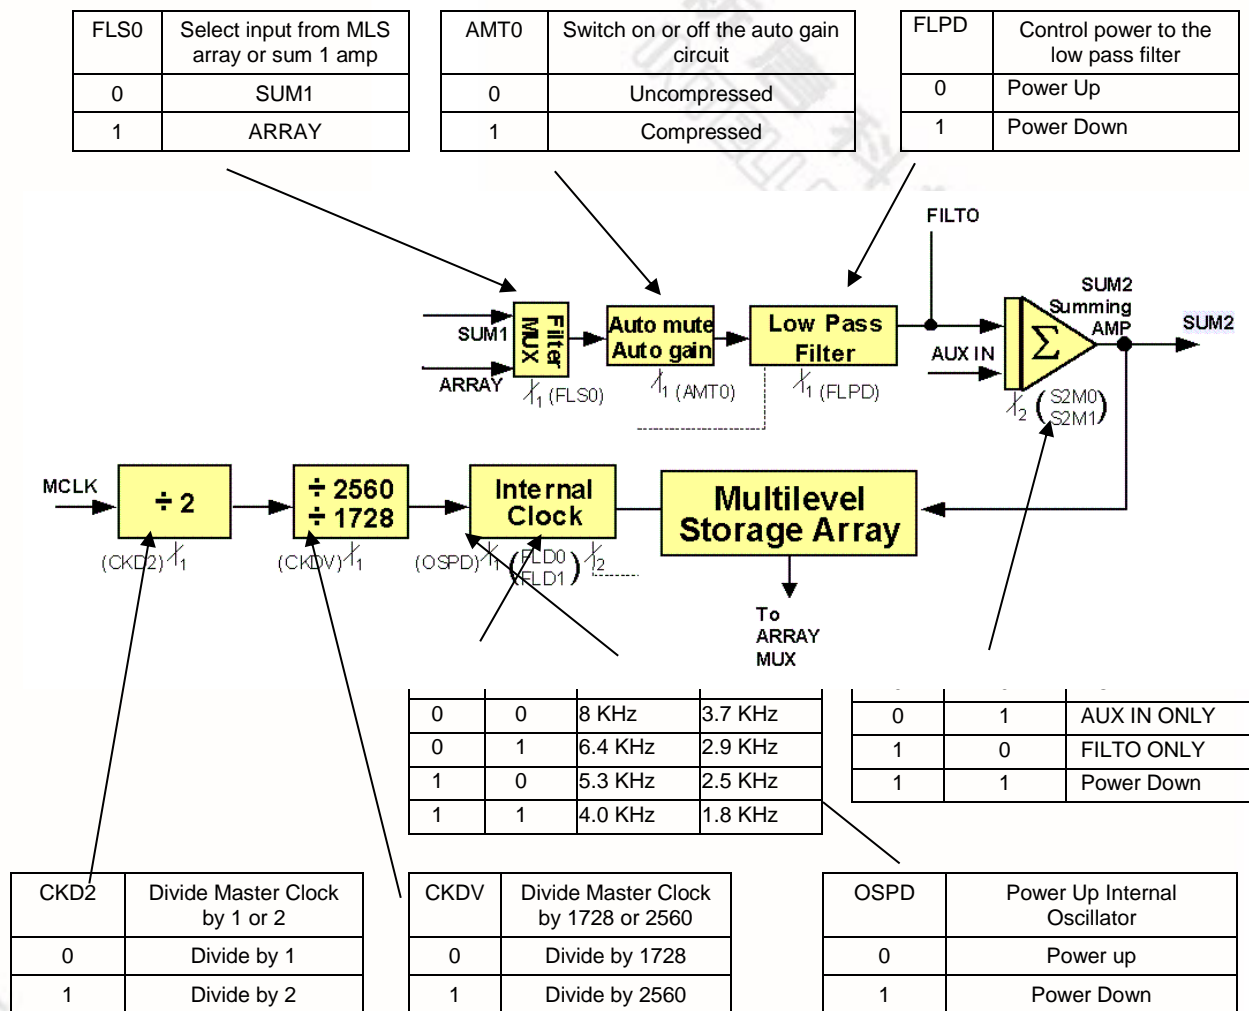 FLS0 Select input from MLS array or sum 1 amp
0 SUM1
1 ARRAY
AMT0 Switch on or off the auto gain circuit
0 Uncompressed
1 Compressed
FLPD Control power to the low pass filter
0 Power Up
1 Power Down
FILTO
SUM1
ARRAY
Filter MUX
(FLS0)
1
Auto mute
Auto gain
1 (AMT0)
Low Pass
Filter
1 (FLPD)
AUX IN
Σ
SUM2
Summing
AMP
SUM2
2 (S2M0
S2M1)
MCLK
÷ 2
(CKD2) 1
÷ 2560
÷ 1728
(CKDV) 1
Internal
Clock
(OSPD) 1 (FLD0
FLD1) 2
Multilevel
Storage Array
To
ARRAY
MUX
0 0 8 KHz 3.7 KHz
0 1 6.4 KHz 2.9 KHz
1 0 5.3 KHz 2.5 KHz
1 1 4.0 KHz 1.8 KHz
0 1 AUX IN ONLY
1 0 FILTO ONLY
1 1 Power Down
CKD2 Divide Master Clock by 1 or 2
0 Divide by 1
1 Divide by 2
CKDV Divide Master Clock by 1728 or 2560
0 Divide by 1728
1 Divide by 2560
OSPD Power Up Internal Oscillator
0 Power up
1 Power Down